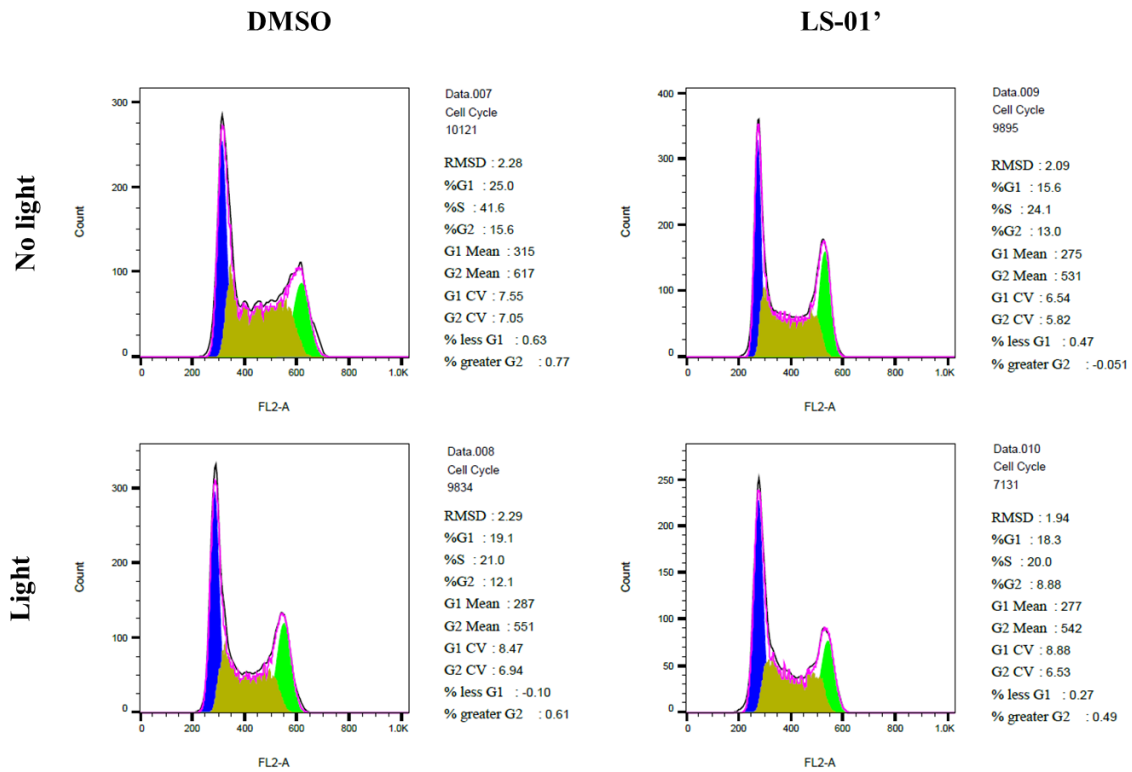 DMSO
LS-01’
No light
Light
300
200
100
0
Count
0
200
400
600
800
1.0K
FL2-A
Data.007
Cell Cycle
10121
RMSD : 2.28
%G1 : 25.0
%S : 41.6
%G2 : 15.6
G1 Mean : 315
G2 Mean : 617
G1 CV : 7.55
G2 CV : 7.05
% less G1 : 0.63
% greater G2 : 0.77
400
300
200
100
0
Count
0
200
400
600
800
1.0K
FL2-A
Data.009
Cell Cycle
9895
RMSD : 2.09
%G1 : 15.6
%S : 24.1
%G2 : 13.0
G1 Mean : 275
G2 Mean : 531
G1 CV : 6.54
G2 CV : 5.82
% less G1 : 0.47
% greater G2 : -0.051
300
200
100
0
Count
0
200
400
600
800
1.0K
FL2-A
Data.008
Cell Cycle
9834
RMSD : 2.29
%G1 : 19.1
%S : 21.0
%G2 : 12.1
G1 Mean : 287
G2 Mean : 551
G1 CV : 8.47
G2 CV : 6.94
% less G1 : -0.10
% greater G2 : 0.61
250
200
150
100
50
0
Count
0
200
400
600
800
1.0K
FL2-A
Data.010
Cell Cycle
7131
RMSD : 1.94
%G1 : 18.3
%S : 20.0
%G2 : 8.88
G1 Mean : 277
G2 Mean : 542
G1 CV : 8.88
G2 CV : 6.53
% less G1 : 0.27
% greater G2 : 0.49